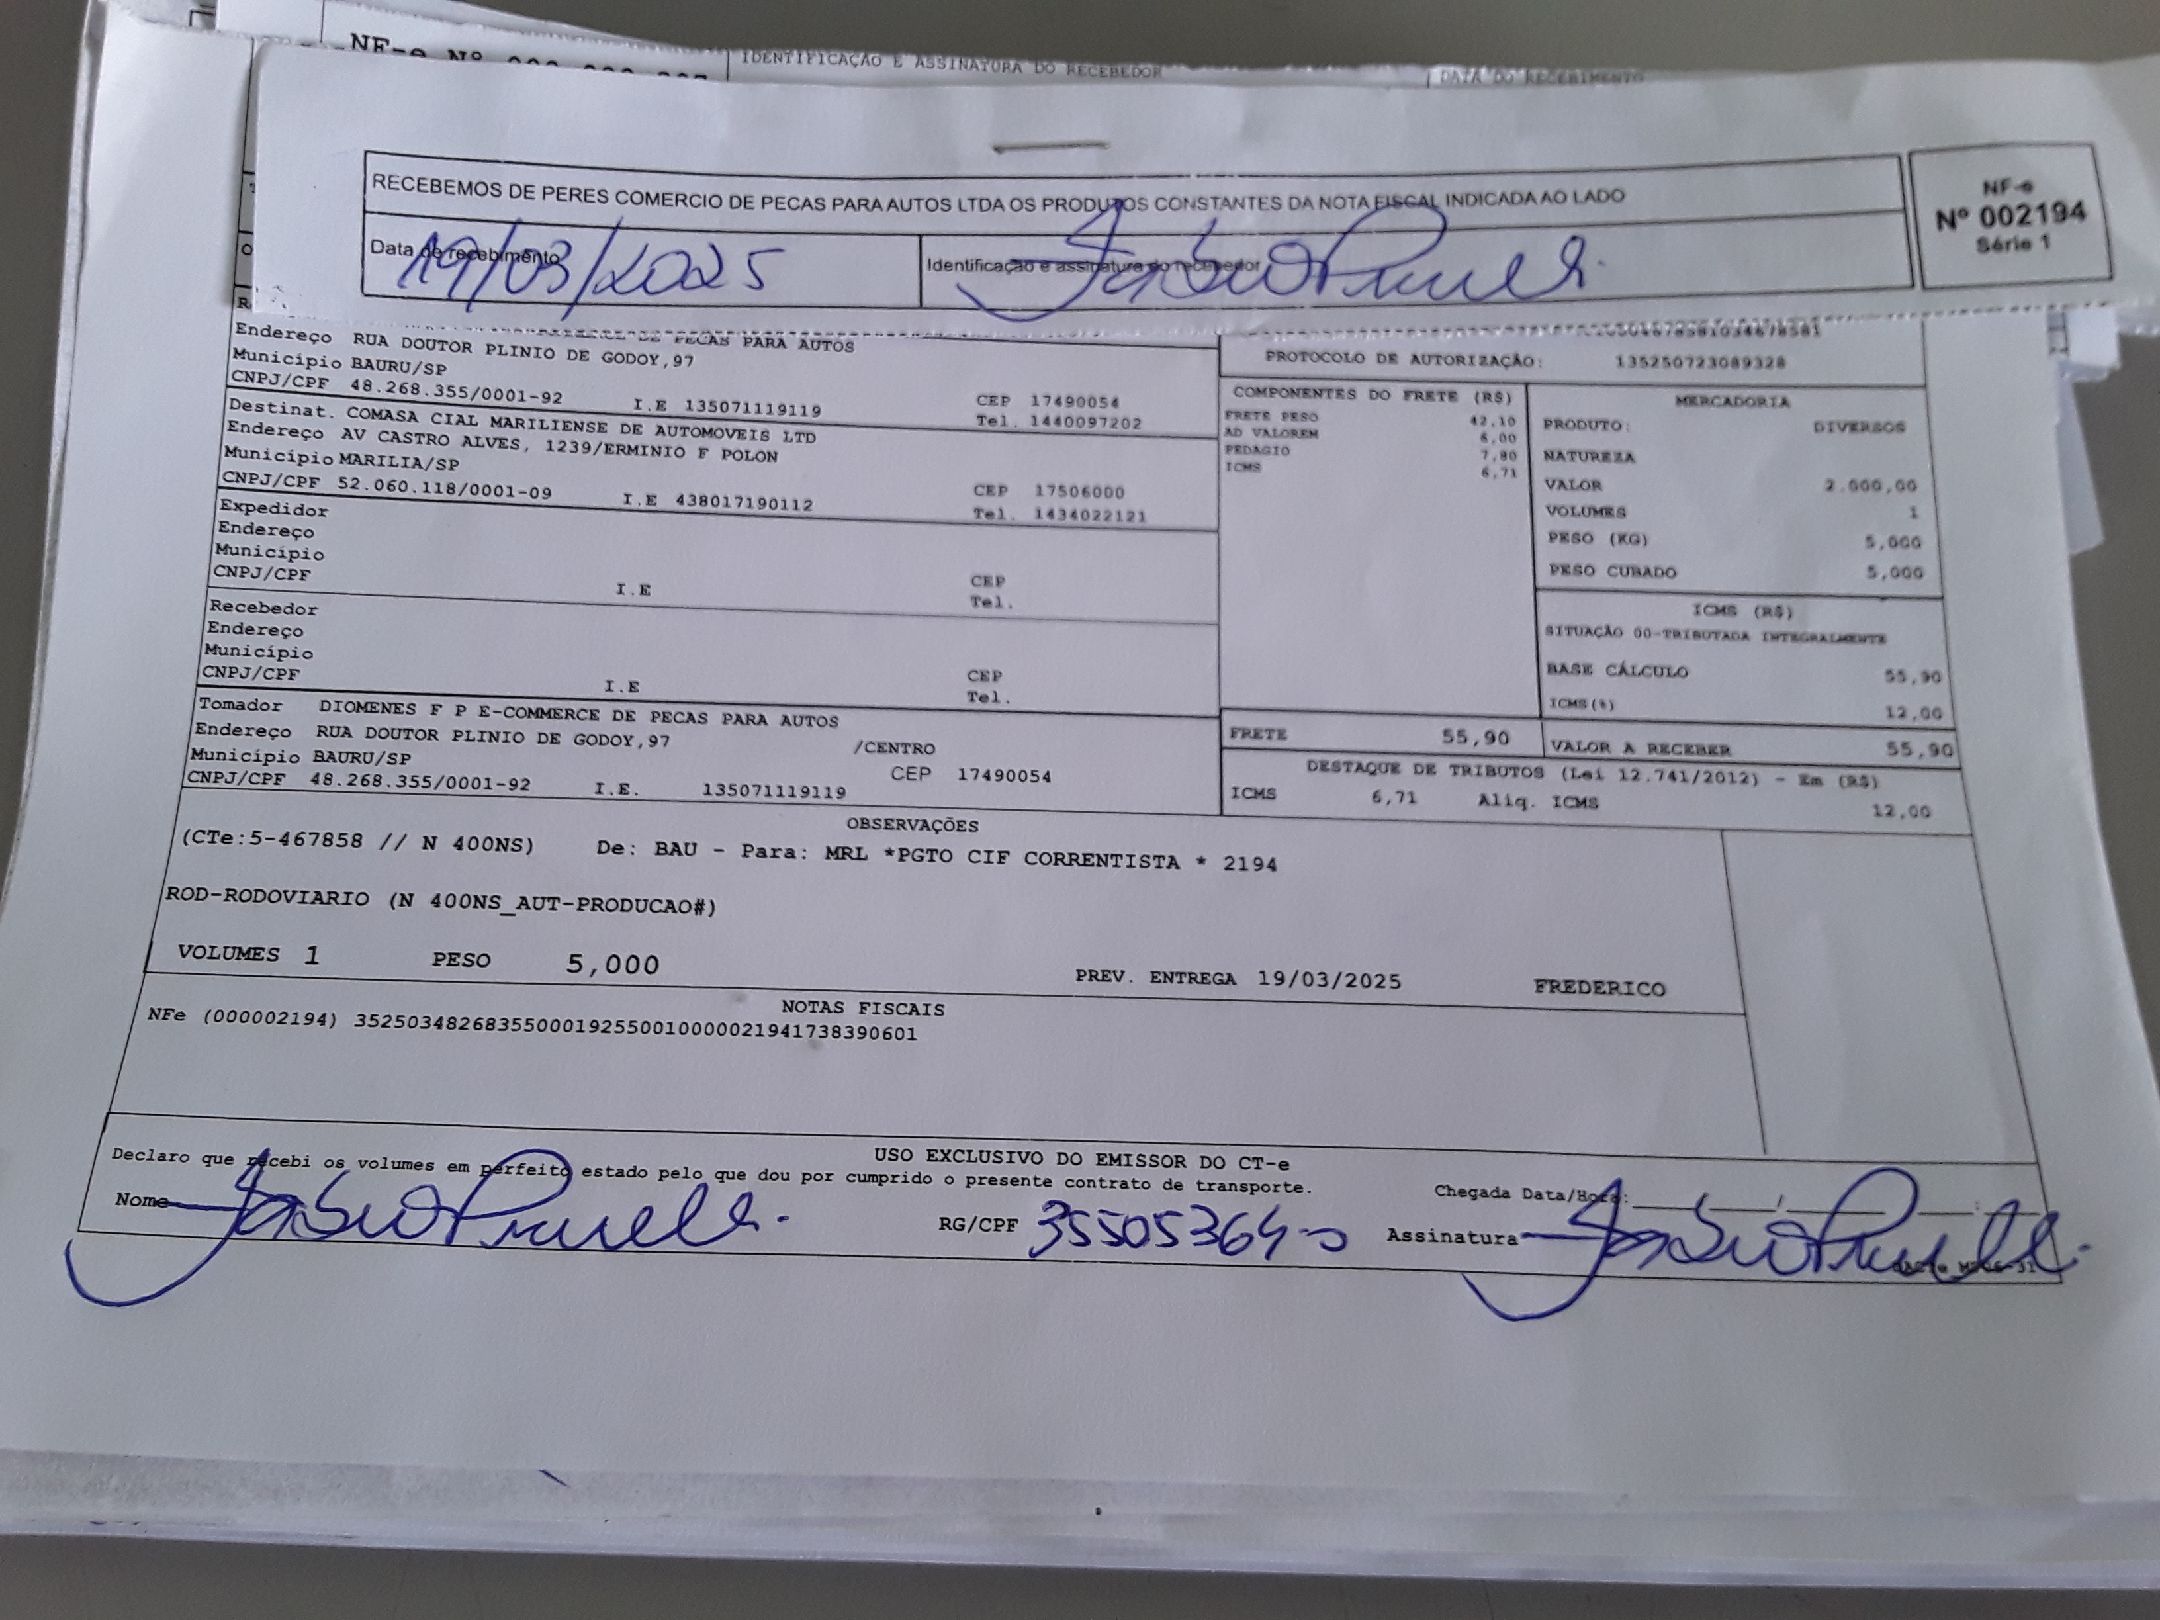 IDENTIFICAÇÃO E ASSINATURA DO RECEBEDOR
DATA DO RECEBIMENTO
RECEBEMOS DE PERES COMERCIO DE PECAS PARA AUTOS LTDA OS PRODUTOS CONSTANTES DA NOTA FISCAL INDICADA AO LADO
NF-e
Nº 002194
Série 1
Data de recebimento
19/03/2025
Identificação e assinatura do recebedor
DE PECAS PARA AUTOS
Endereço RUA DOUTOR PLINIO DE GODOY,97
Município BAURU/SP
CEP 17490054
CNPJ/CPF 48.268.355/0001-92 I.E 135071119119
Tel. 1440097202
Destinat. COMASA CIAL MARILIENSE DE AUTOMOVEIS LTD
Endereço AV CASTRO ALVES, 1239/ERMINIO F POLON
Município MARILIA/SP
CEP 17506000
CNPJ/CPF 52.060.118/0001-09 I.E 438017190112
Tel. 1434022121
Expedidor
Endereço
Município
CEP
CNPJ/CPF I.E
Tel.
Recebedor
Endereço
Município
CEP
CNPJ/CPF I.E
Tel.
Tomador DIOMENES F P E-COMMERCE DE PECAS PARA AUTOS
Endereço RUA DOUTOR PLINIO DE GODOY,97 /CENTRO
Município BAURU/SP CEP 17490054
CNPJ/CPF 48.268.355/0001-92 I.E. 135071119119
PROTOCOLO DE AUTORIZAÇÃO: 135250723089328
COMPONENTES DO FRETE (R$)
FRETE PESO 42,10
AD VALOREM
PEDAGIO 7,80
ICMS 6,71
MERCADORIA
PRODUTO: DIVERSOS
NATUREZA
VALOR 2.000,00
VOLUMES 1
PESO (KG) 5,000
PESO CUBADO 5,000
ICMS (R$)
SITUAÇÃO 00-TRIBUTADA INTEGRALMENTE
BASE CÁLCULO 55,90
ICMS(%) 12,00
FRETE 55,90
VALOR A RECEBER 55,90
DESTAQUE DE TRIBUTOS (Lei 12.741/2012) - Em (R$)
ICMS 6,71 Aliq. ICMS 12,00
OBSERVAÇÕES
(CTe:5-467858 // N 400NS) De: BAU - Para: MRL *PGTO CIF CORRENTISTA * 2194
ROD-RODOVIARIO (N 400NS_AUT-PRODUCAO#)
VOLUMES 1 PESO 5,000 PREV. ENTREGA 19/03/2025 FREDERICO
NOTAS FISCAIS
NFe (000002194) 35250348268355000192550010000021941738390601
USO EXCLUSIVO DO EMISSOR DO CT-e
Declaro que recebi os volumes em perfeito estado pelo que dou por cumprido o presente contrato de transporte.
Chegada Data/Hora:
Nome
RG/CPF
Assinatura